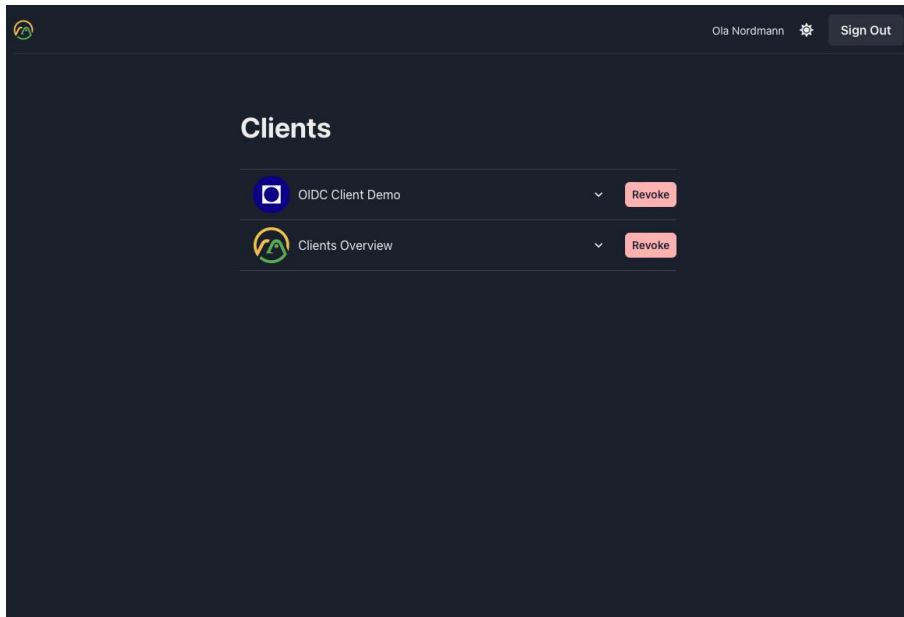 Ola Nordmann Sign Out
Clients
OIDC Client Demo Revoke
Clients Overview Revoke